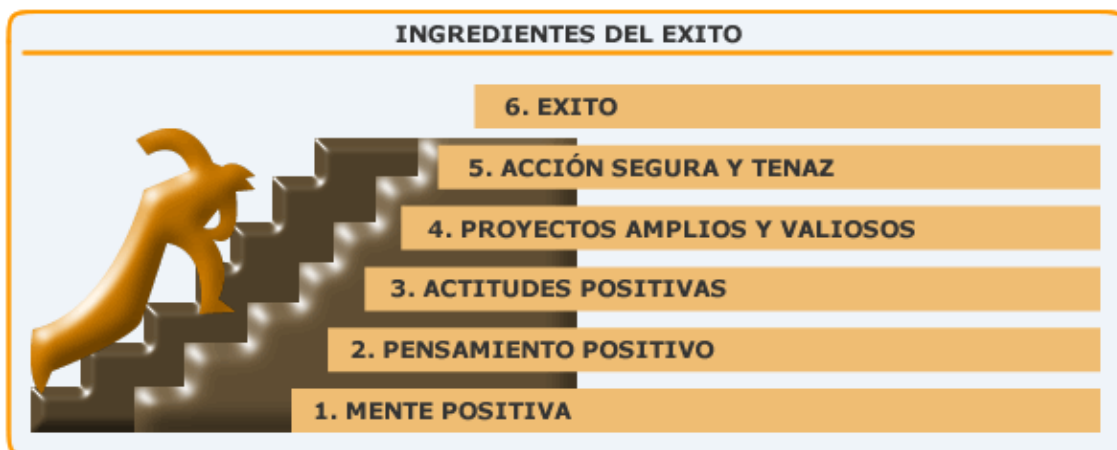 INGREDIENTES DEL EXITO
6. EXITO
5. ACCIÓN SEGURA Y TENAZ
4. PROYECTOS AMPLIOS Y VALIOSOS
3. ACTITUDES POSITIVAS
2. PENSAMIENTO POSITIVO
1. MENTE POSITIVA